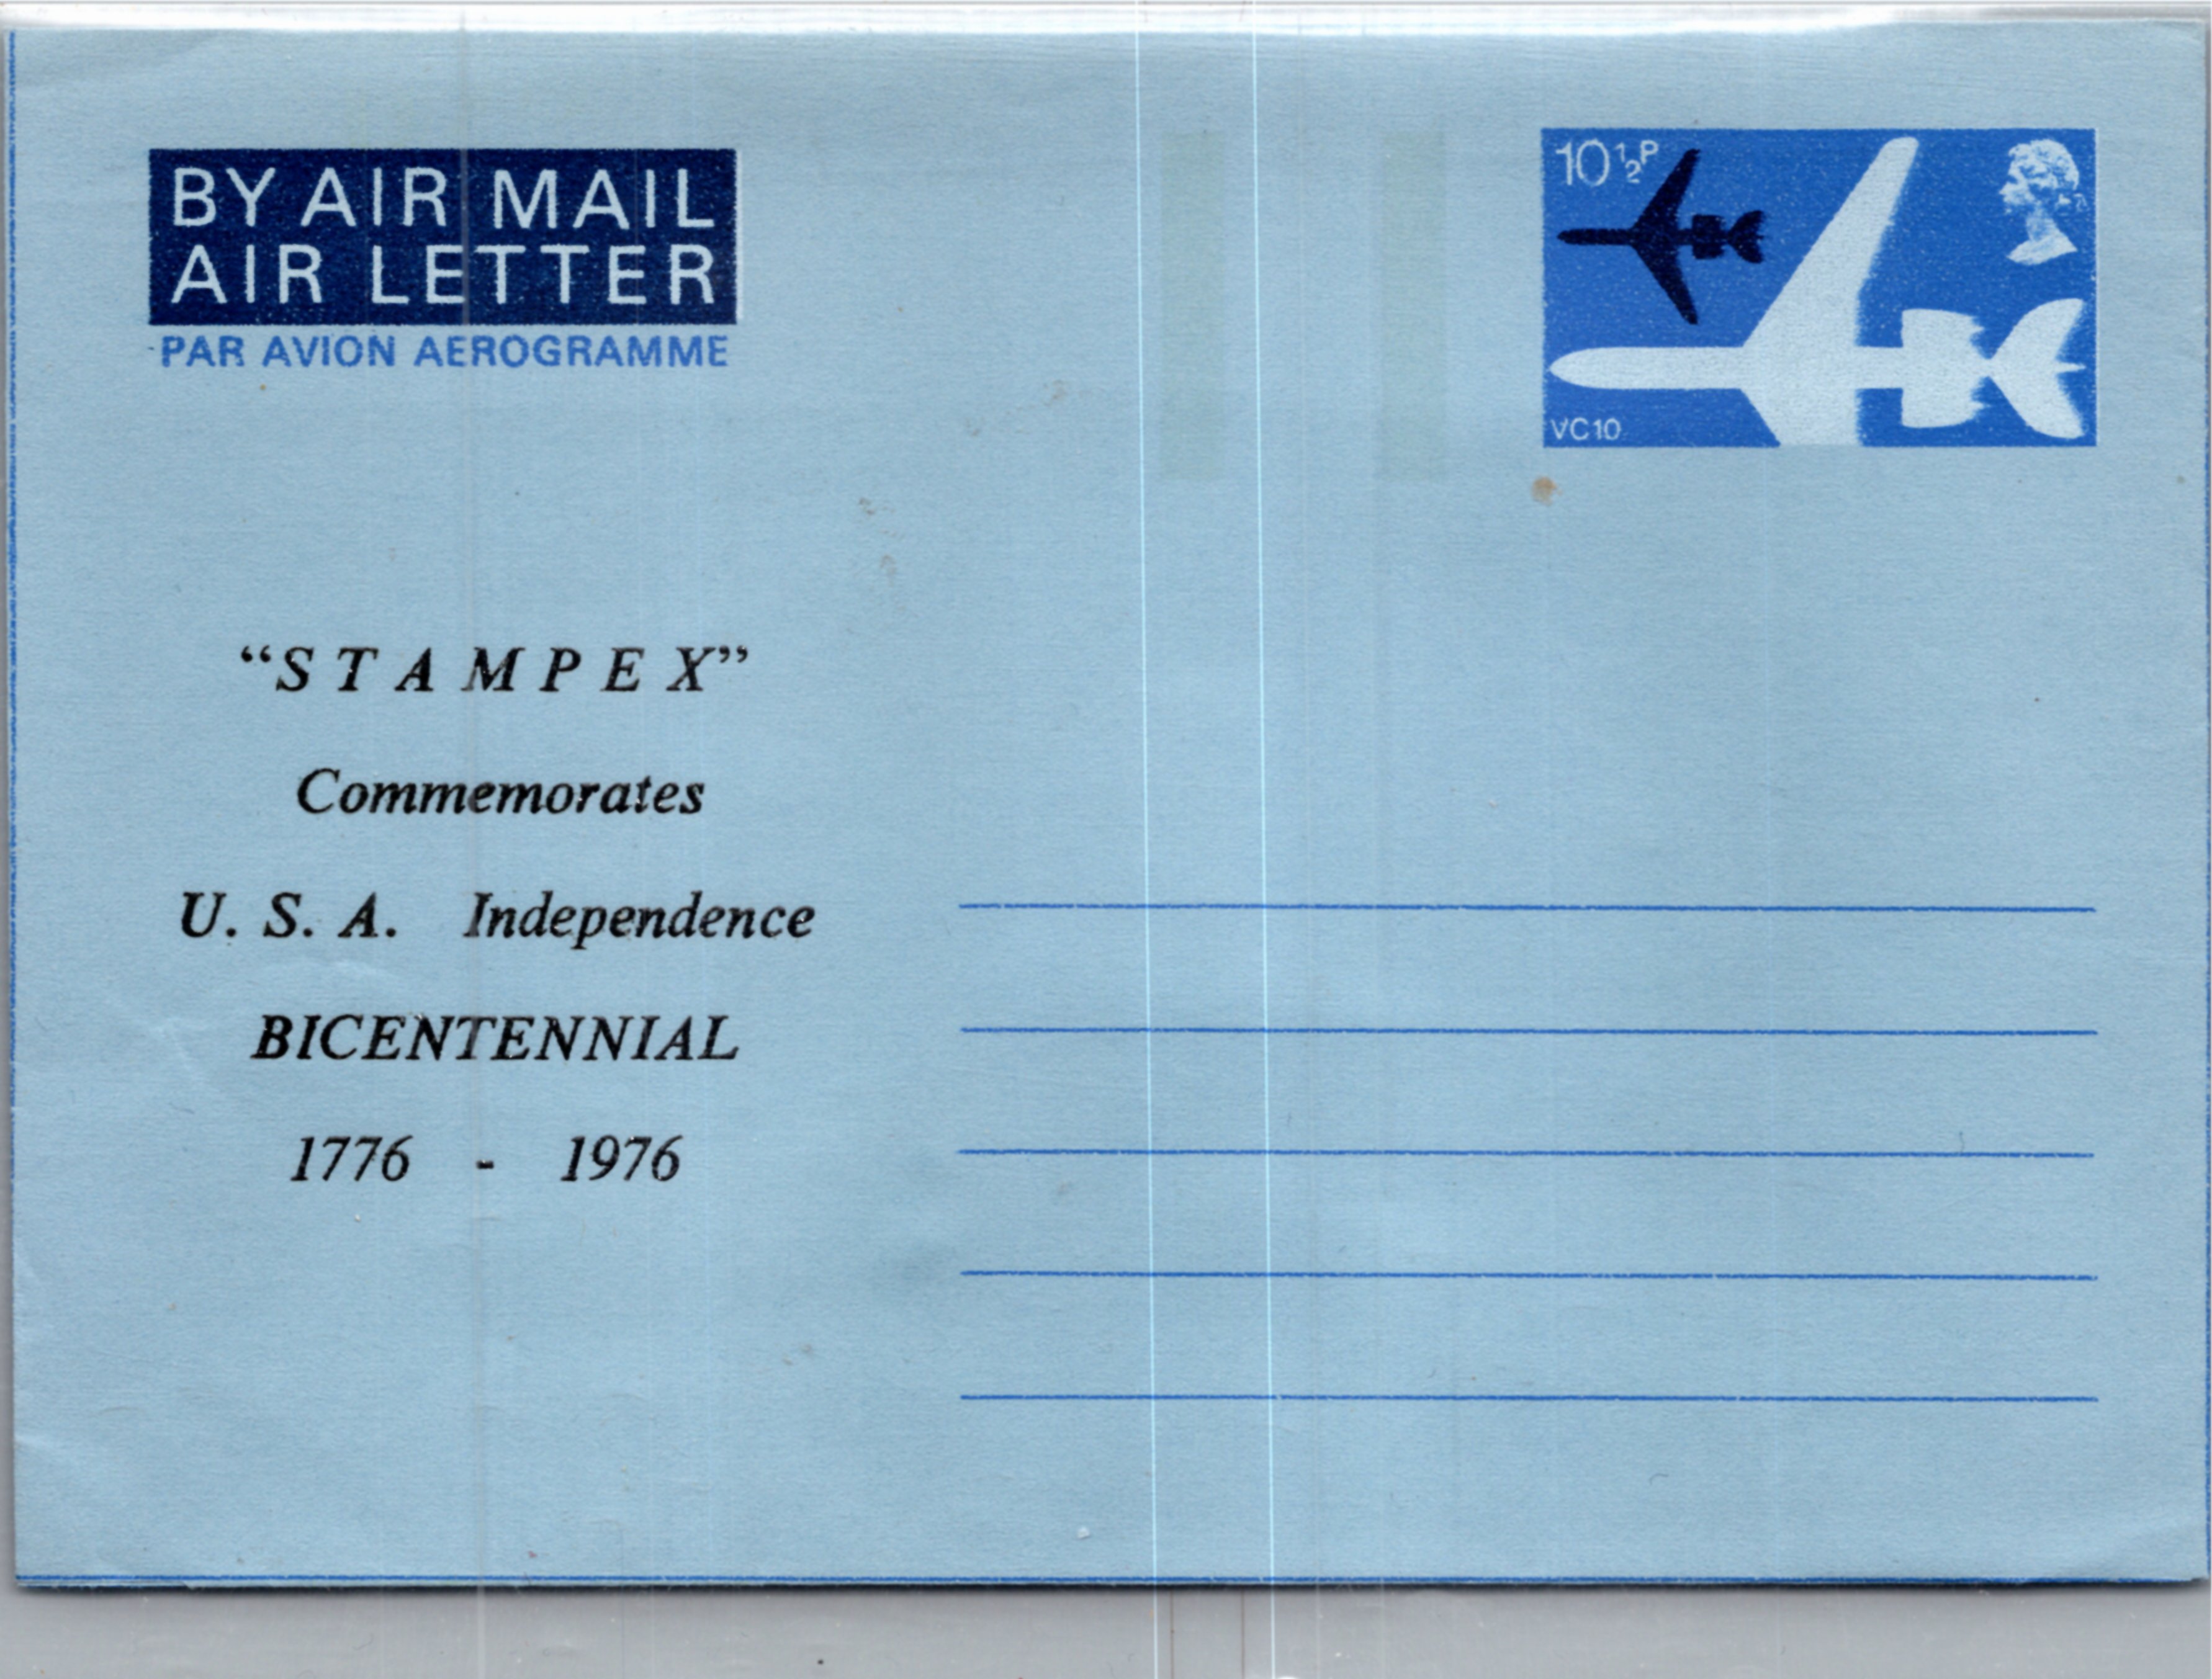 BY AIR MAIL
AIR LETTER
PAR AVION AEROGRAMME
10½P
VC10
“STAMPEX”
Commemorates
U. S. A. Independence
BICENTENNIAL
1776 - 1976